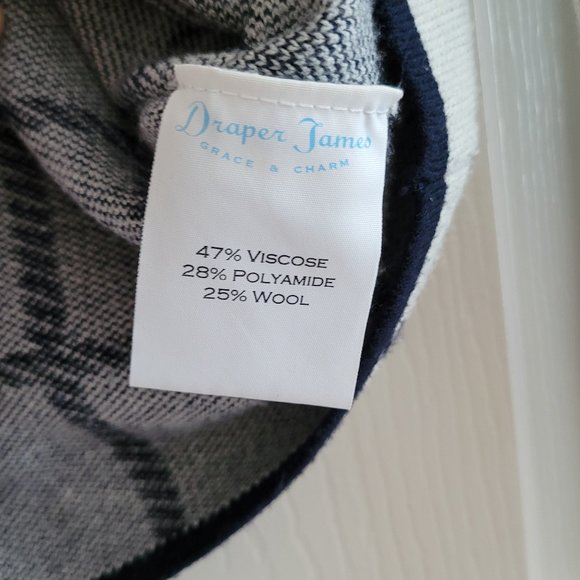 Draper James
GRACE & CHARM
47% VISCOSE
28% POLYAMIDE
25% WOOL